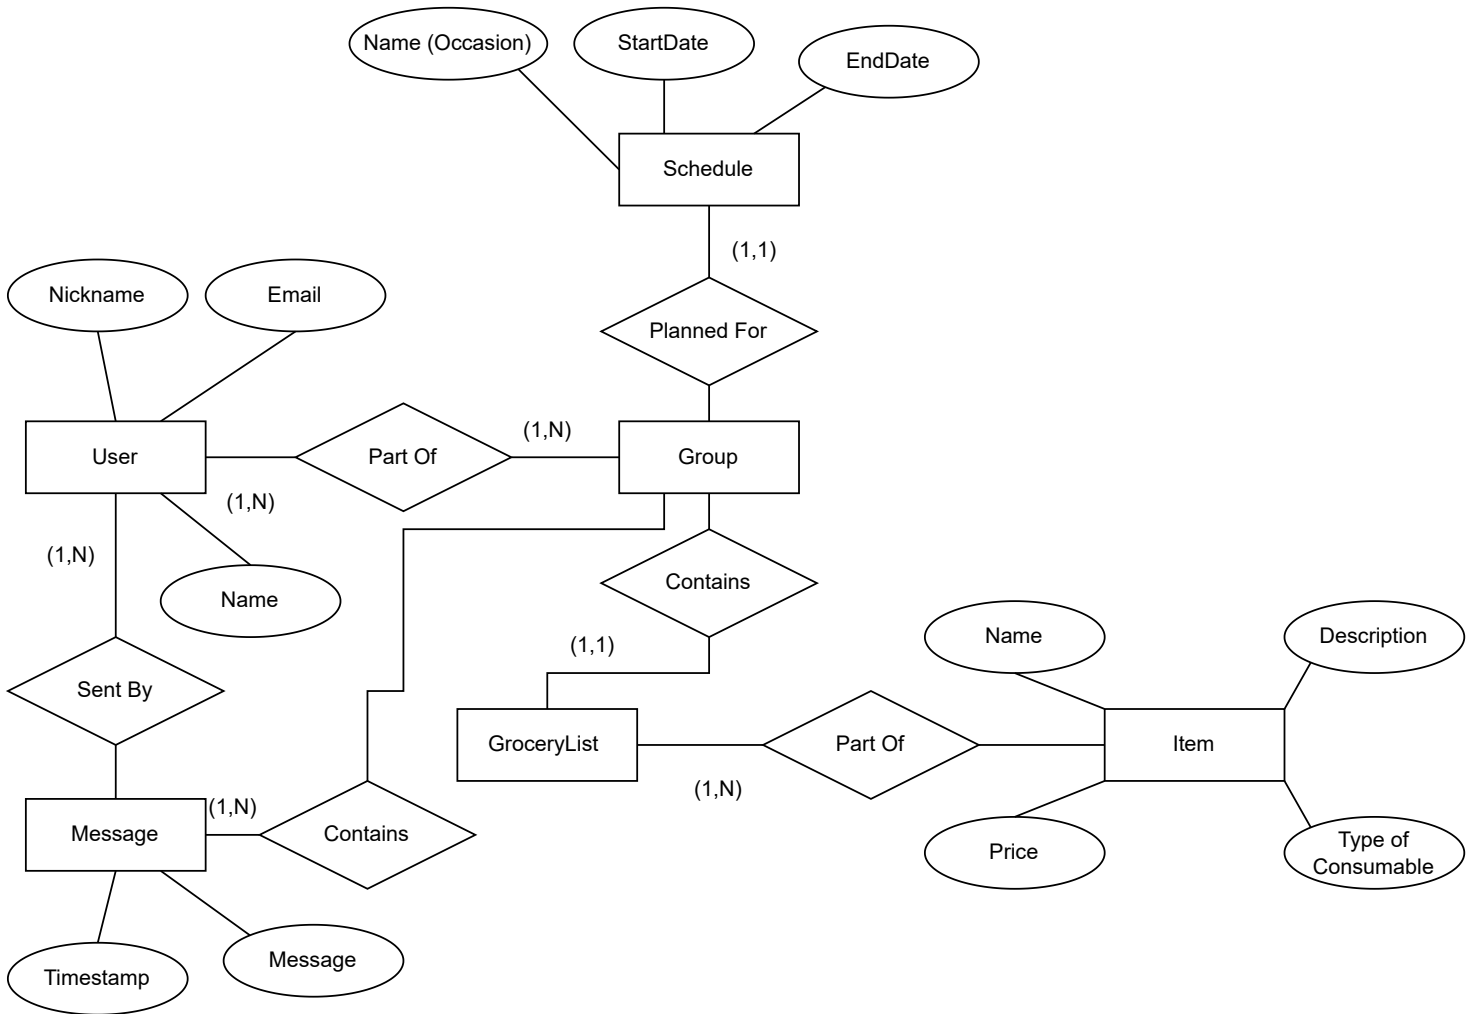 Name (Occasion)
StartDate
EndDate
Schedule
(1,1)
Nickname
Email
Planned For
User
Part Of
(1,N)
Group
(1,N)
(1,N)
Name
Contains
(1,1)
Name
Description
Sent By
GroceryList
Part Of
Item
(1,N)
Message
(1,N)
Contains
Price
Type of
Consumable
Timestamp
Message